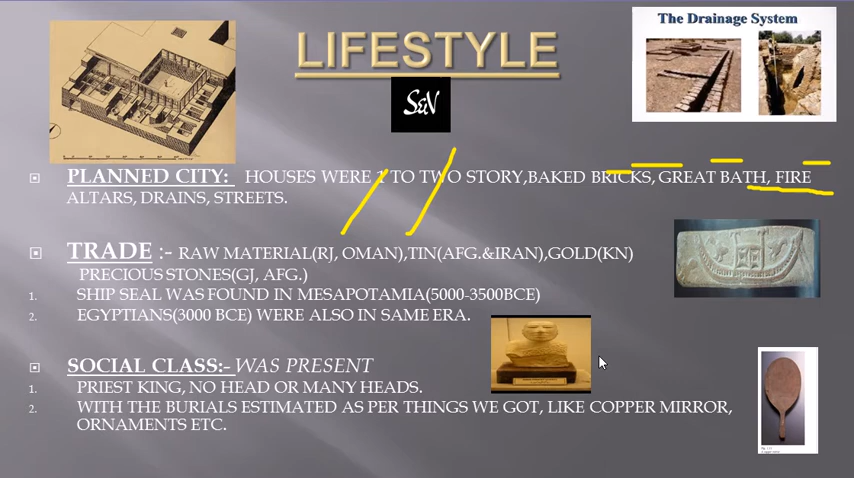 The Drainage System
LIFESTYLE
S&N
PLANNED CITY: HOUSES WERE 1 TO TWO STORY,BAKED BRICKS, GREAT BATH, FIRE
ALTARS, DRAINS, STREETS.
TRADE :- RAW MATERIAL(RJ, OMAN),TIN(AFG.&IRAN),GOLD(KN)
PRECIOUS STONES(GJ, AFG.)
1. SHIP SEAL WAS FOUND IN MESAPOTAMIA(5000-3500BCE)
2. EGYPTIANS(3000 BCE) WERE ALSO IN SAME ERA.
SOCIAL CLASS:- WAS PRESENT
1. PRIEST KING, NO HEAD OR MANY HEADS.
2. WITH THE BURIALS ESTIMATED AS PER THINGS WE GOT, LIKE COPPER MIRROR,
ORNAMENTS ETC.